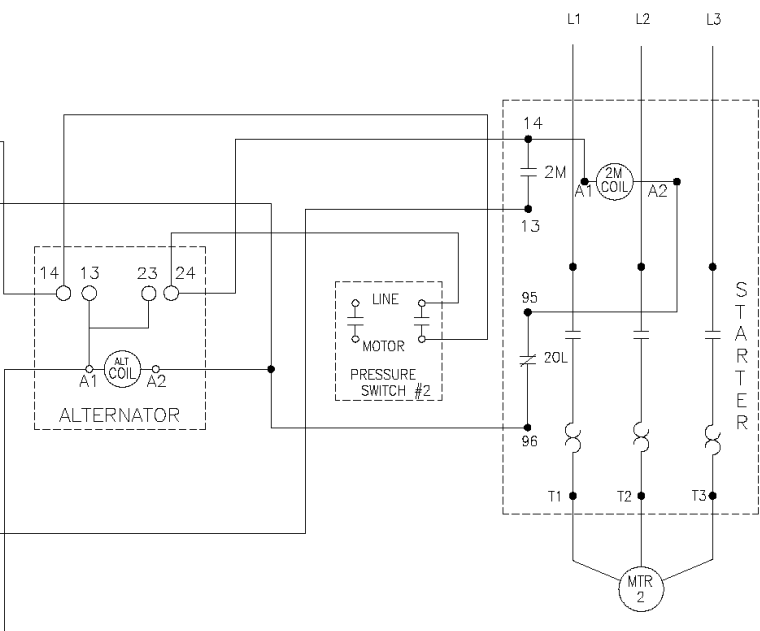 L1 L2 L3
14
2M
2M
COIL
A1 A2
13
14 13 23 24
LINE
95
MOTOR
20L
ALT
COIL
A1 A2
PRESSURE
SWITCH #2
ALTERNATOR
96
STARTER
T1 T2 T3
MTR
2